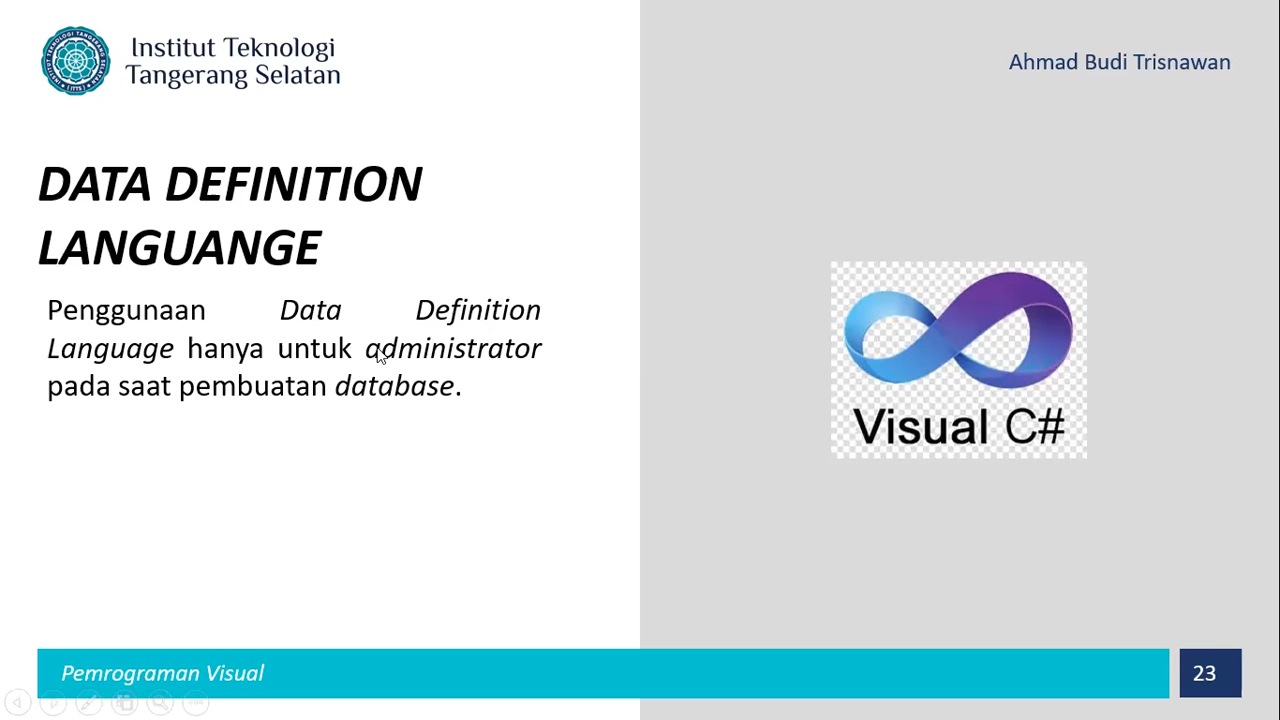 Institut Teknologi
Tangerang Selatan
Ahmad Budi Trisnawan
DATA DEFINITION
LANGUANGE
Penggunaan Data Definition
Language hanya untuk administrator
pada saat pembuatan database.
Visual C#
Pemrograman Visual
23